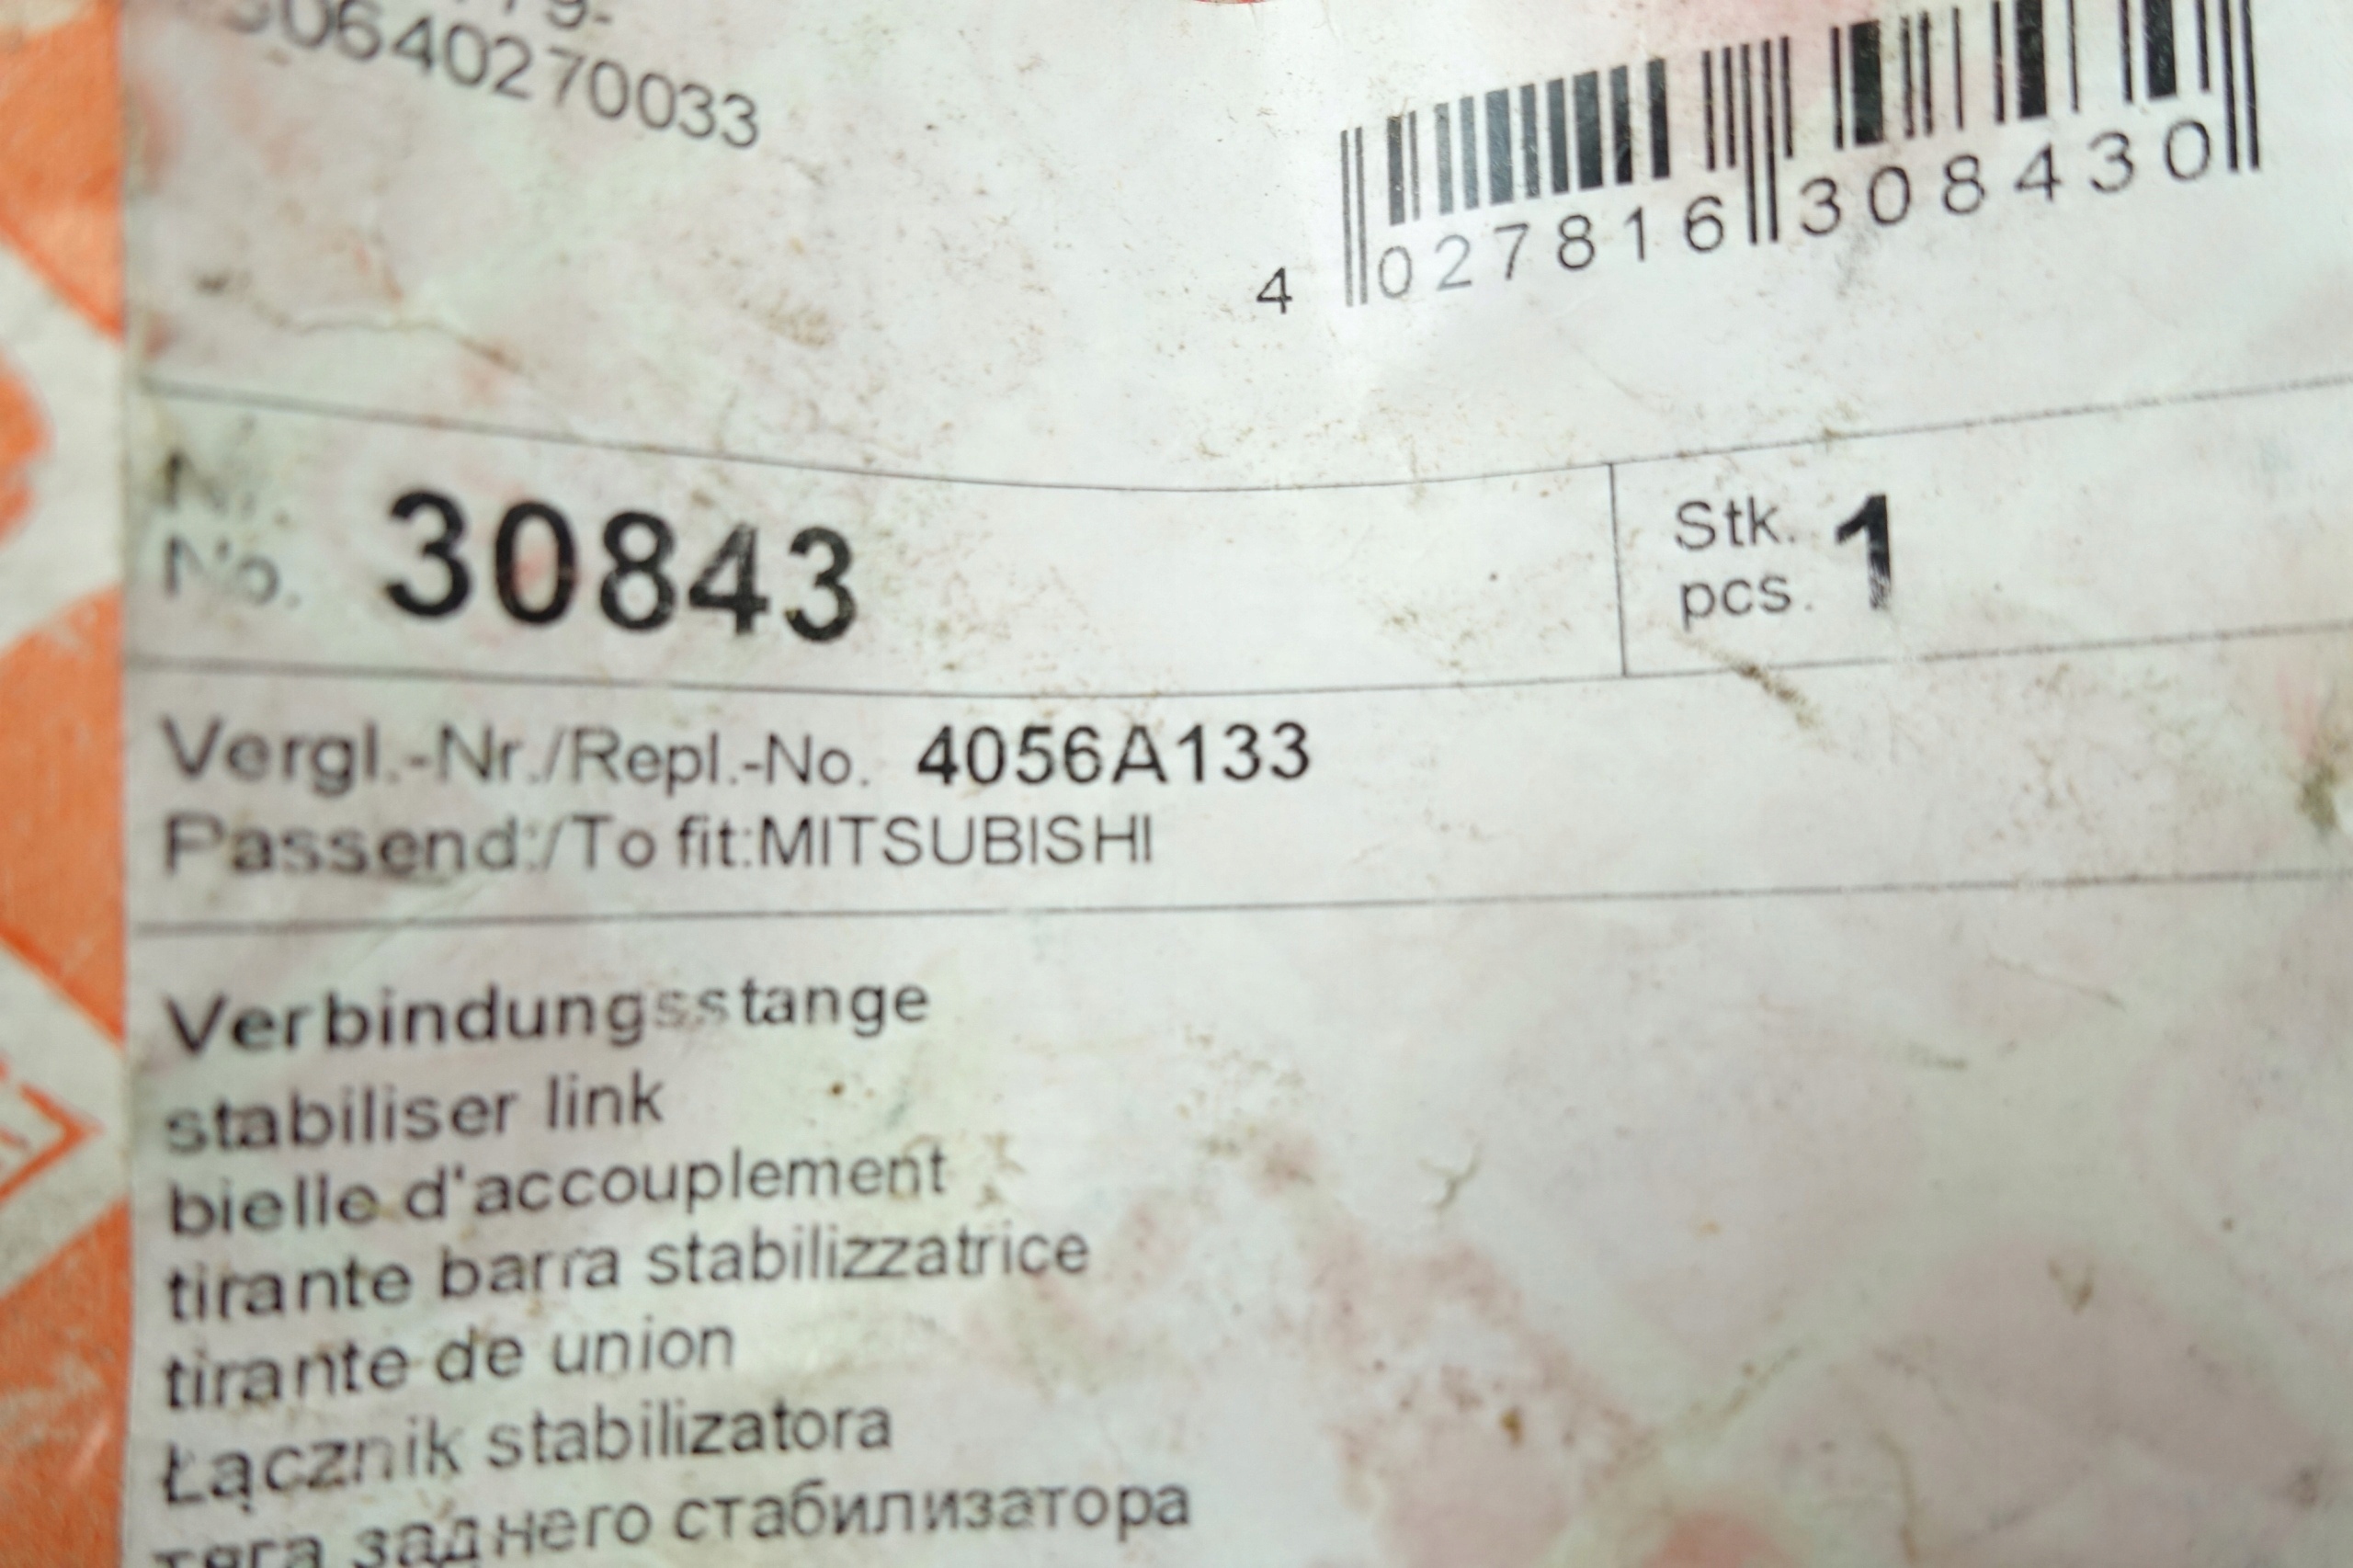 30640270033
4 027816 308430
Nr.
No. 30843
Stk.
pcs. 1
Vergl.-Nr./Repl.-No. 4056A133
Passend:/To fit:MITSUBISHI
Verbindungsstange
stabiliser link
bielle d'accouplement
tirante barra stabilizzatrice
tirante de union
Łącznik stabilizatora
тяга заднего стабилизатора